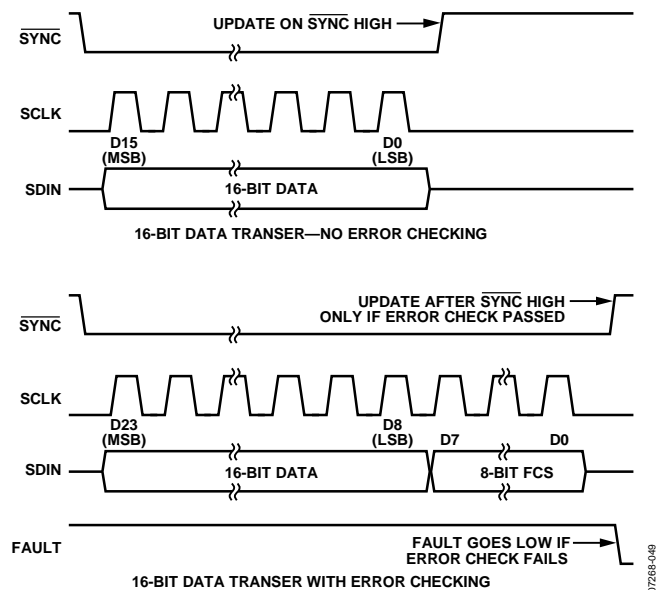 UPDATE ON SYNC HIGH
SYNC
SCLK
D15
(MSB)
D0
(LSB)
SDIN
16-BIT DATA
16-BIT DATA TRANSER—NO ERROR CHECKING
UPDATE AFTER SYNC HIGH
ONLY IF ERROR CHECK PASSED
SYNC
SCLK
D23
(MSB)
D8
(LSB)
D7
D0
SDIN
16-BIT DATA
8-BIT FCS
FAULT
FAULT GOES LOW IF
ERROR CHECK FAILS
16-BIT DATA TRANSER WITH ERROR CHECKING
07268-049